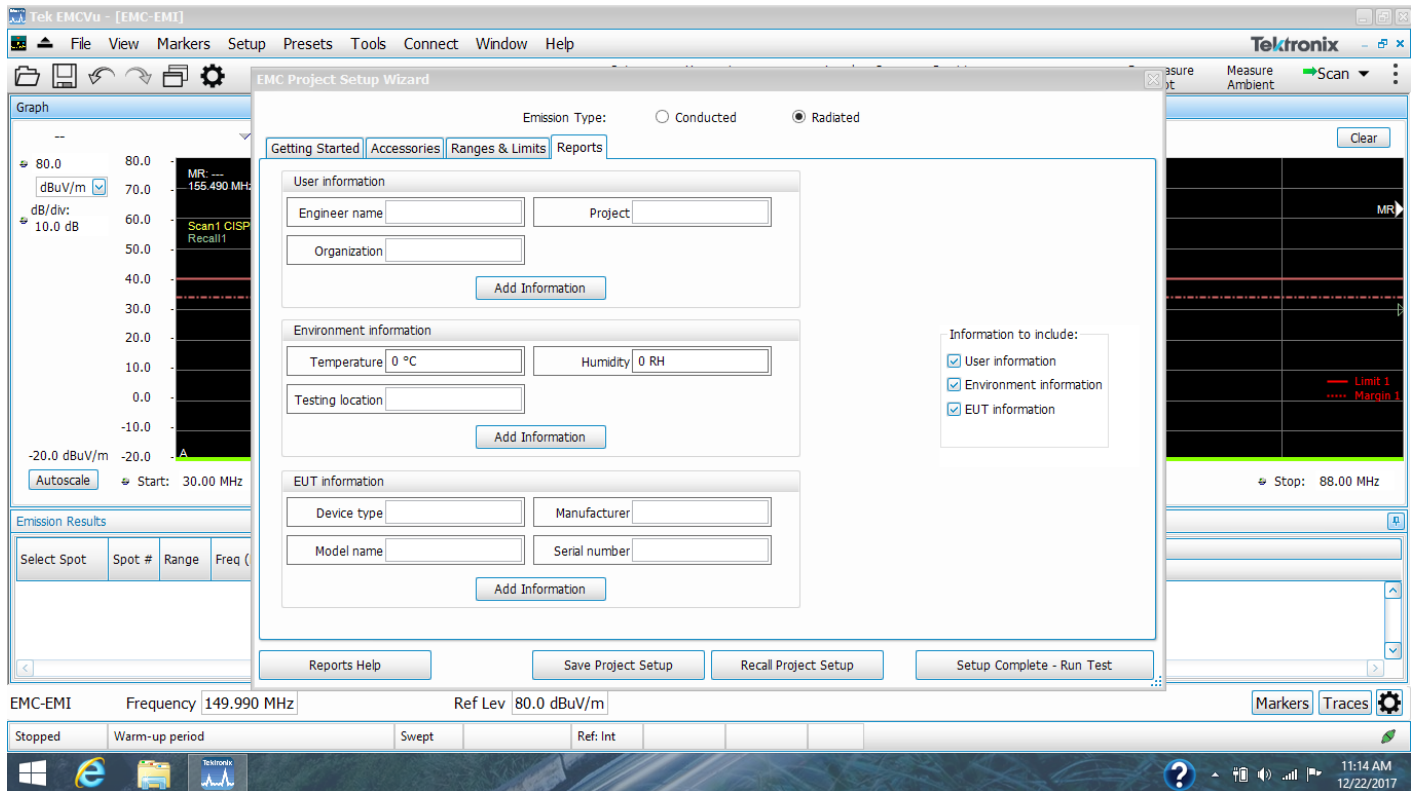 Tek EMCVu - [EMC-EMI]
File View Markers Setup Presets Tools Connect Window Help
Tektronix
EMC Project Setup Wizard
Measure Ambient
Scan
Graph
Emission Type: Conducted Radiated
Clear
--
Getting Started Accessories Ranges & Limits Reports
80.0
dBuV/m
dB/div:
10.0 dB
80.0
70.0
60.0
50.0
40.0
30.0
20.0
10.0
0.0
-10.0
-20.0
-20.0 dBuV/m
MR: ---
155.490 MHz
Scan1 CISP
Recall1
A
User information
Engineer name
Project
Organization
Add Information
Environment information
Temperature 0 °C
Humidity 0 RH
Testing location
Add Information
EUT information
Device type
Manufacturer
Model name
Serial number
Add Information
Information to include:
User information
Environment information
EUT information
MR
Limit 1
Margin 1
Autoscale
Start: 30.00 MHz
Stop: 88.00 MHz
Emission Results
Select Spot Spot # Range Freq (
Reports Help Save Project Setup Recall Project Setup Setup Complete - Run Test
EMC-EMI Frequency 149.990 MHz Ref Lev 80.0 dBuV/m Markers Traces
Stopped Warm-up period Swept Ref: Int
Tektronix
11:14 AM
12/22/2017